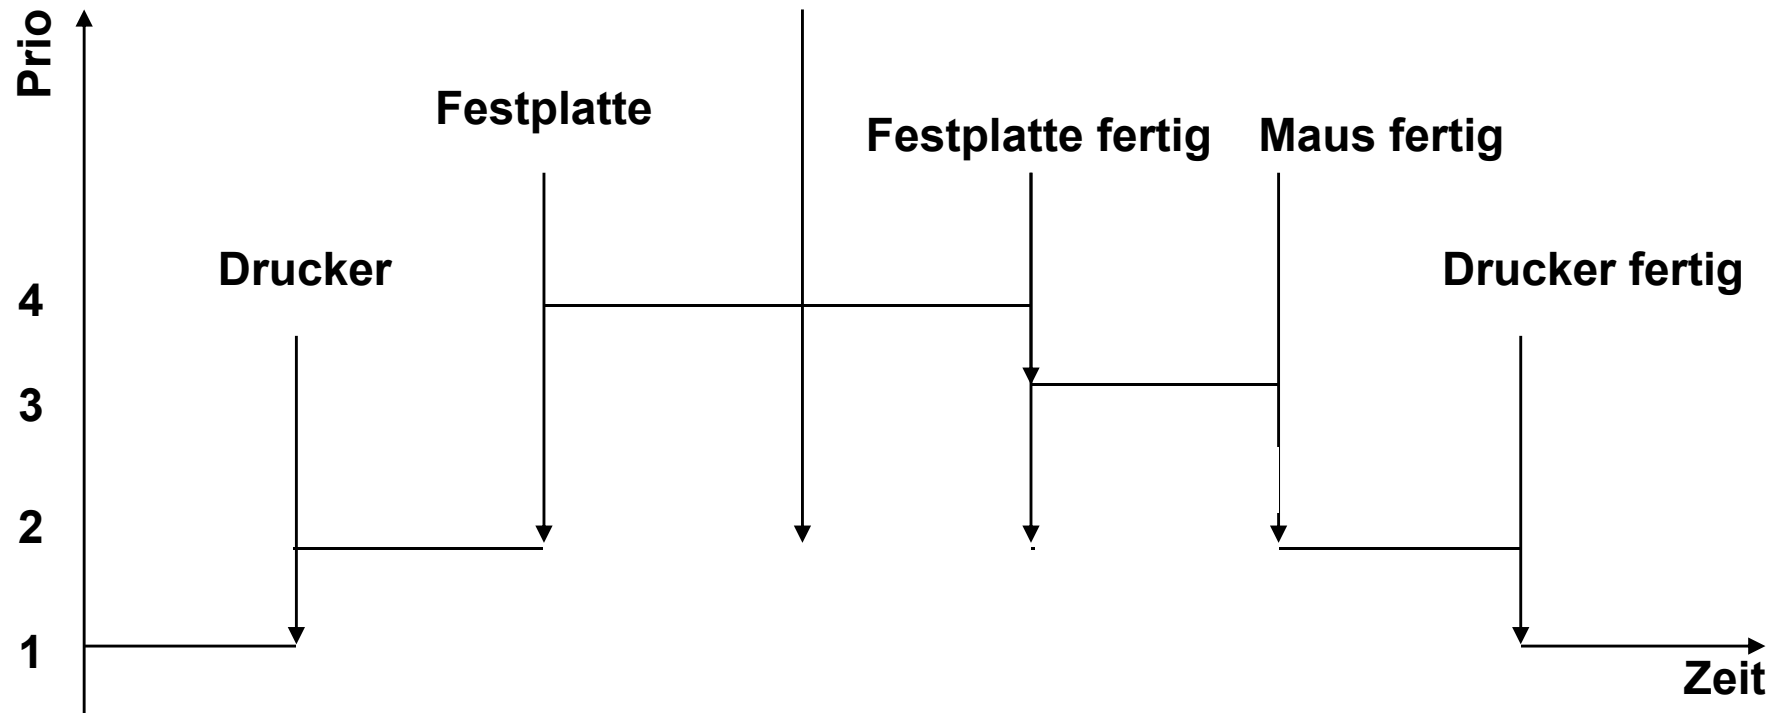 Prio
Festplatte
Festplatte fertig
Maus fertig
Drucker
Drucker fertig
4
3
2
1
Zeit